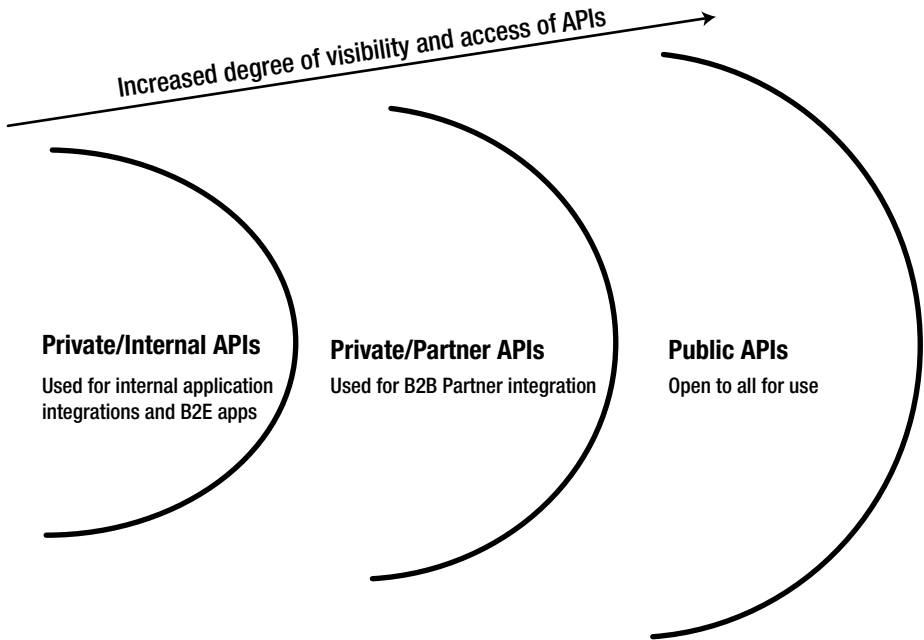 Increased degree of visibility and access of APIs
Private/Internal APIs
Used for internal application
integrations and B2E apps
Private/Partner APIs
Used for B2B Partner integration
Public APIs
Open to all for use